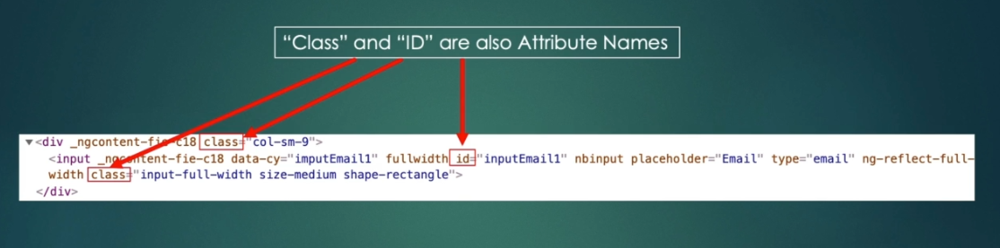 “Class” and “ID” are also Attribute Names
▼<div _ngcontent-fie-c18 class="col-sm-9">
<input _ngcontent-fie-c18 data-cy="imputEmail1" fullwidth id="inputEmail1" nbinput placeholder="Email" type="email" ng-reflect-full-
width class="input-full-width size-medium shape-rectangle">
</div>